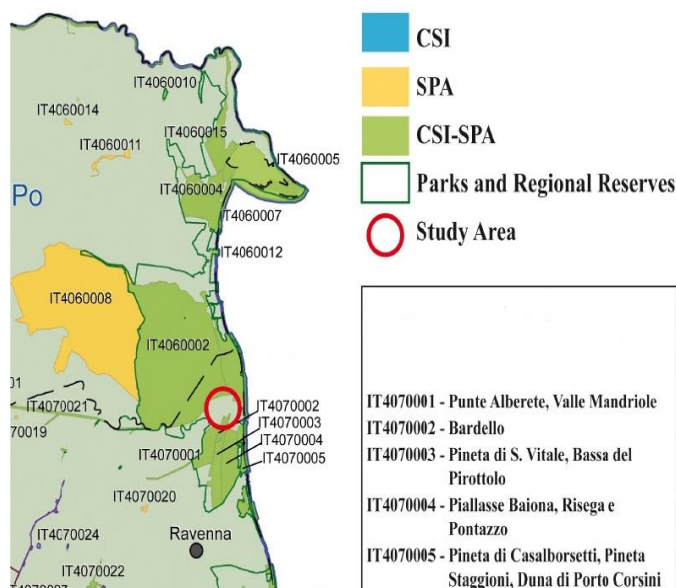 IT4060010
IT4060014
IT4060015
IT4060011
IT4060005
IT4060004
Po
IT4060007
IT4060012
IT4060008
IT4060002
01
IT4070021
IT4070002
70019
IT4070003
IT4070004
IT4070001
IT4070005
IT4070020
Ravenna
IT4070024
IT4070022
CSI
SPA
CSI-SPA
Parks and Regional Reserves
Study Area
IT4070001 - Punte Alberete, Valle Mandriole
IT4070002 - Bardello
IT4070003 - Pineta di S. Vitale, Bassa del
Pirottolo
IT4070004 - Piallasse Baiona, Risega e
Pontazzo
IT4070005 - Pineta di Casalborsetti, Pineta
Staggioni, Duna di Porto Corsini